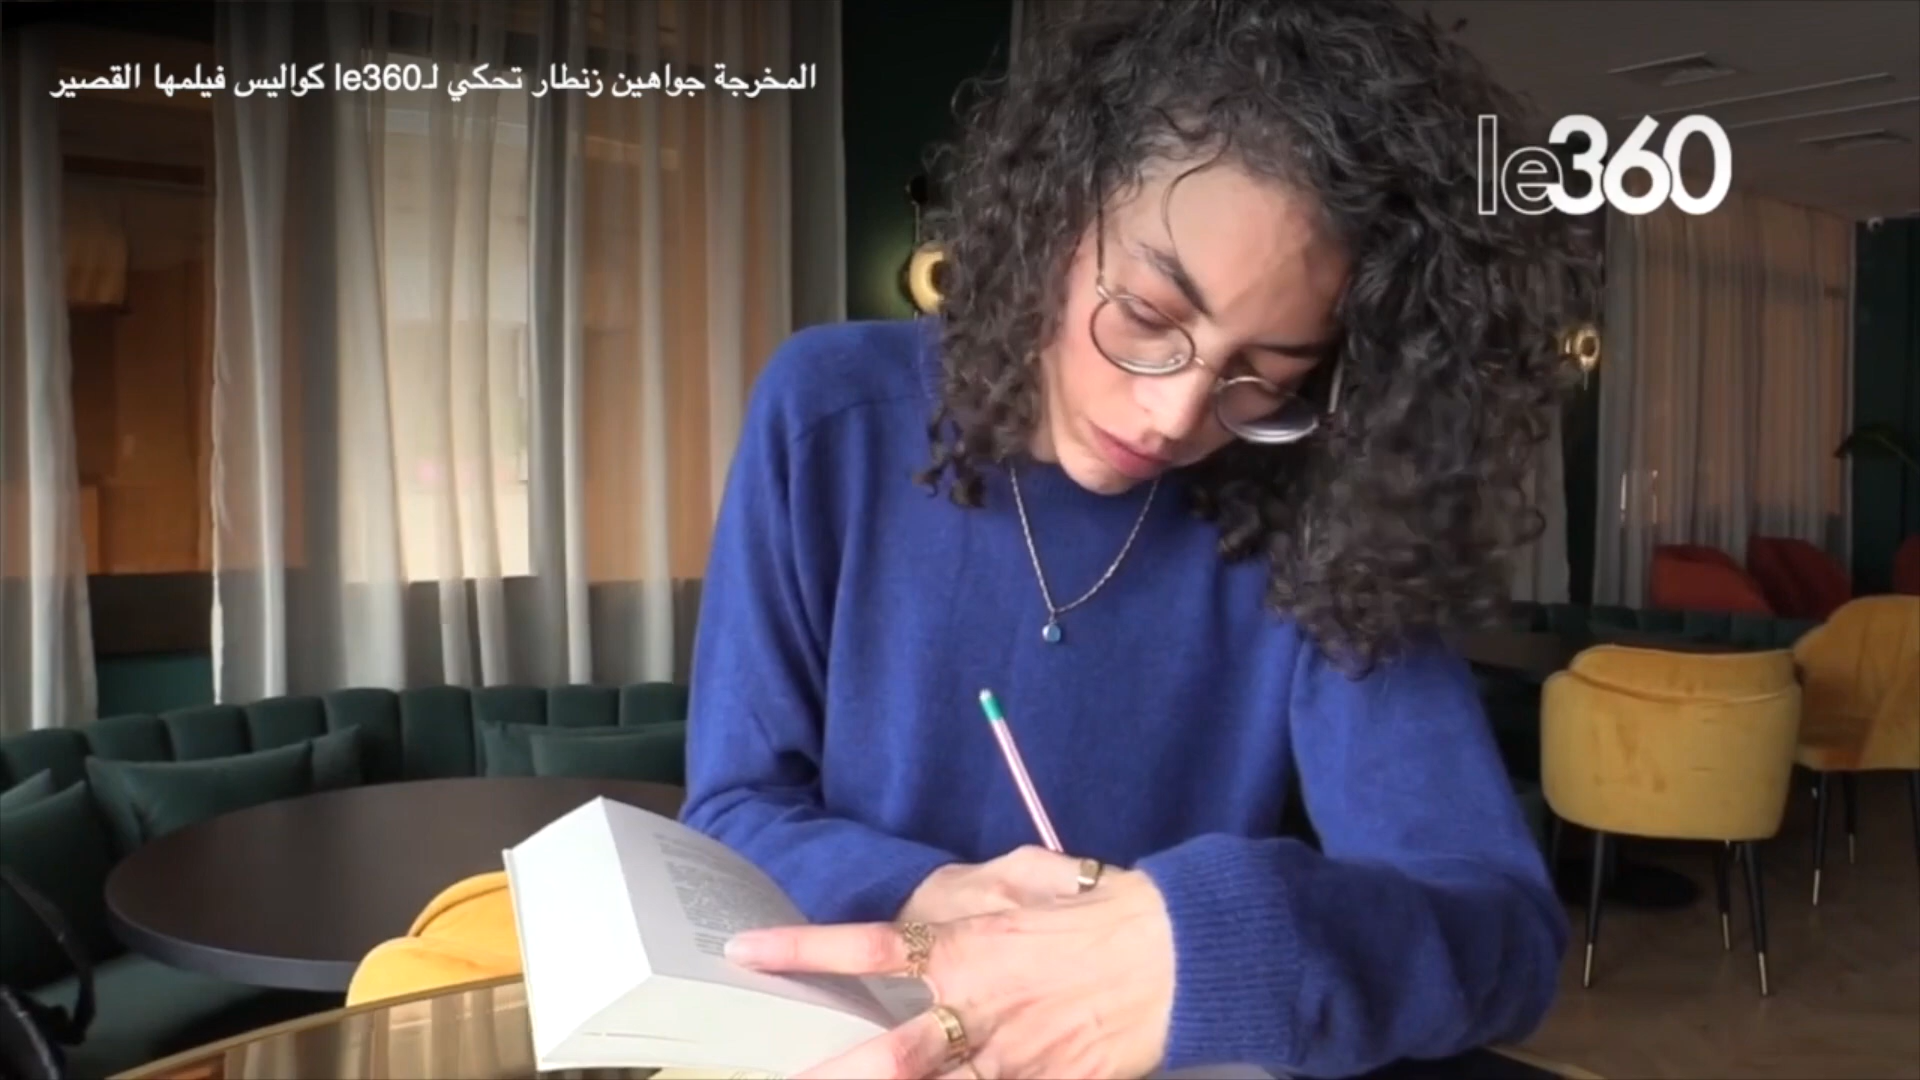 المخرجة جواهين زنطار تحكي لـle360 كواليس فيلمها القصير
le360